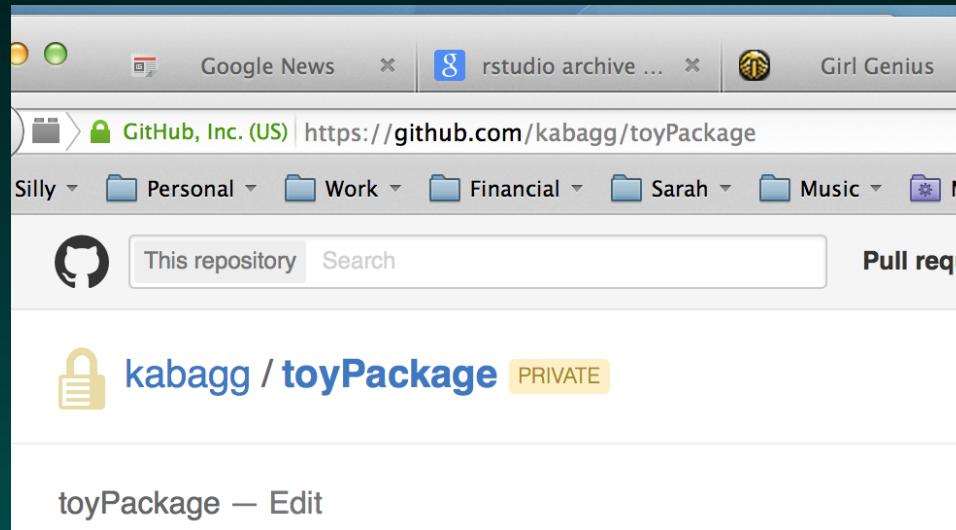 Google News rstudio archive ... Girl Genius
GitHub, Inc. (US) https://github.com/kabagg/toyPackage
Silly Personal Work Financial Sarah Music
This repository Search Pull
kabagg / toyPackage PRIVATE
toyPackage — Edit